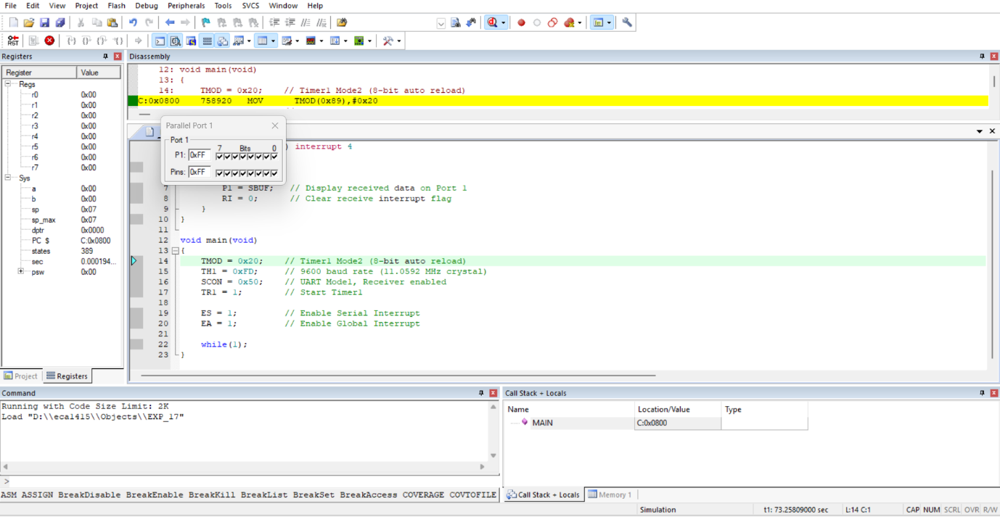 File Edit View Project Flash Debug Peripherals Tools SVCS Window Help
RST
Registers
Register Value
Regs
r0 0x00
r1 0x00
r2 0x00
r3 0x00
r4 0x00
r5 0x00
r6 0x00
r7 0x00
Sys
a 0x00
b 0x00
sp 0x07
sp_max 0x07
dptr 0x0000
PC $ C:0x0800
states 389
sec 0.000194...
psw 0x00
Project Registers
Disassembly
12: void main(void)
13: {
14: TMOD = 0x20; // Timer1 Mode2 (8-bit auto reload)
C:0x0800 758920 MOV TMOD(0x89),#0x20
Parallel Port 1
Port 1
7 Bits 0
P1: 0xFF
Pins: 0xFF
) interrupt 4
7 P1 = SBUF; // Display received data on Port 1
8 RI = 0; // Clear receive interrupt flag
9 }
10 }
11
12 void main(void)
13 {
14 TMOD = 0x20; // Timer1 Mode2 (8-bit auto reload)
15 TH1 = 0xFD; // 9600 baud rate (11.0592 MHz crystal)
16 SCON = 0x50; // UART Mode1, Receiver enabled
17 TR1 = 1; // Start Timer1
18
19 ES = 1; // Enable Serial Interrupt
20 EA = 1; // Enable Global Interrupt
21
22 while(1);
23 }
Command
Running with Code Size Limit: 2K
Load "D:\\eca1415\\Objects\\EXP_17"
>
ASM ASSIGN BreakDisable BreakEnable BreakKill BreakList BreakSet BreakAccess COVERAGE COVTOFILE
Call Stack + Locals
Name Location/Value Type
MAIN C:0x0800
Call Stack + Locals Memory 1
Simulation t1: 73.25809000 sec L:14 C:1 CAP NUM SCRL OVR R/W